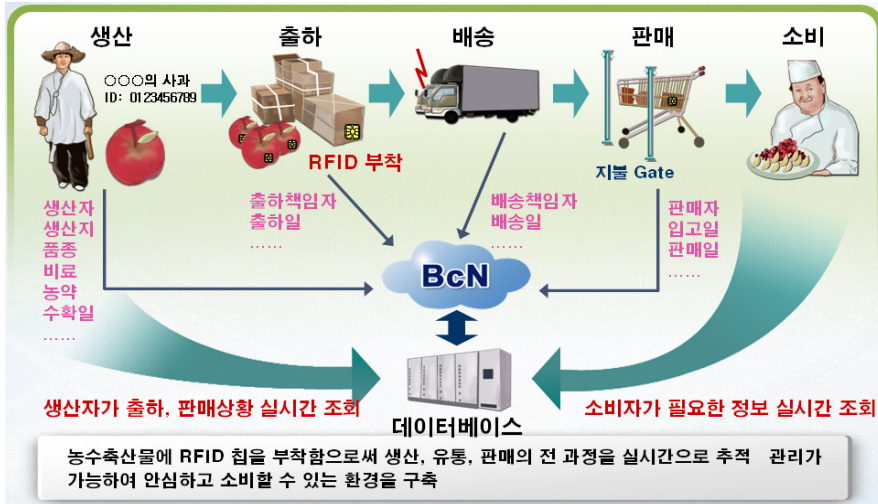 생산
출하
배송
판매
소비
○○○의 사과
ID: 0123456789
RFID 부착
지불 Gate
생산자
생산지
품종
비료
농약
수확일
……
출하책임자
출하일
……
배송책임자
배송일
……
판매자
입고일
판매일
……
BcN
생산자가 출하, 판매상황 실시간 조회
소비자가 필요한 정보 실시간 조회
데이터베이스
농수축산물에 RFID 칩을 부착함으로써 생산, 유통, 판매의 전 과정을 실시간으로 추적 관리가
가능하여 안심하고 소비할 수 있는 환경을 구축